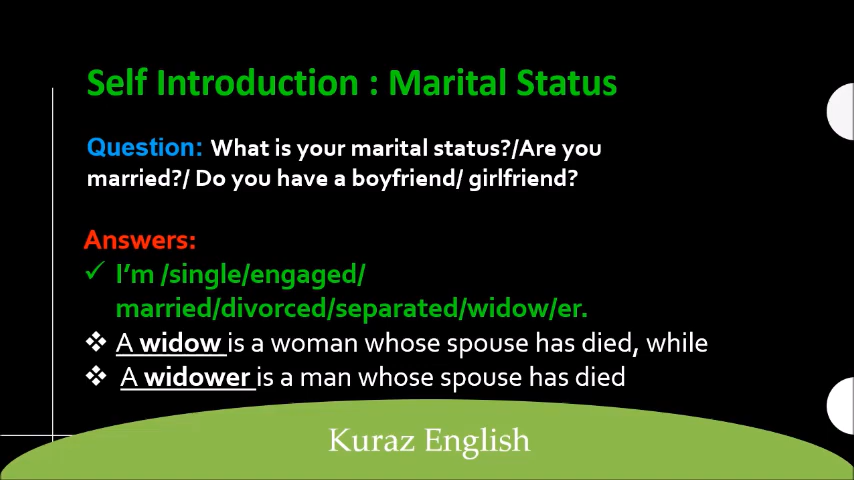 Self Introduction : Marital Status
Question: What is your marital status?/Are you
married?/ Do you have a boyfriend/ girlfriend?
Answers:
✓ I’m /single/engaged/
married/divorced/separated/widow/er.
❖ A widow is a woman whose spouse has died, while
❖ A widower is a man whose spouse has died
Kuraz English